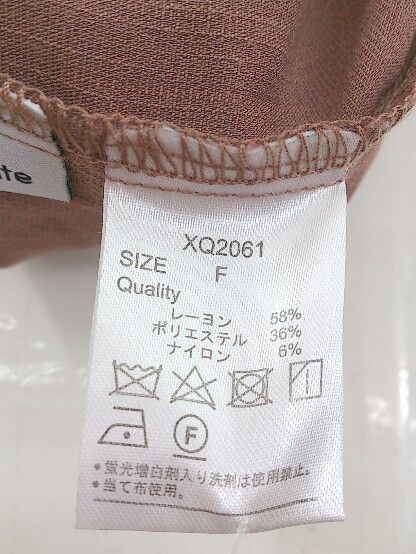 te
XQ2061
SIZE F
Quality
レーヨン 58%
ポリエステル 36%
ナイロン 6%
F
●蛍光増白剤入り洗剤は使用禁止。
●当て布使用。